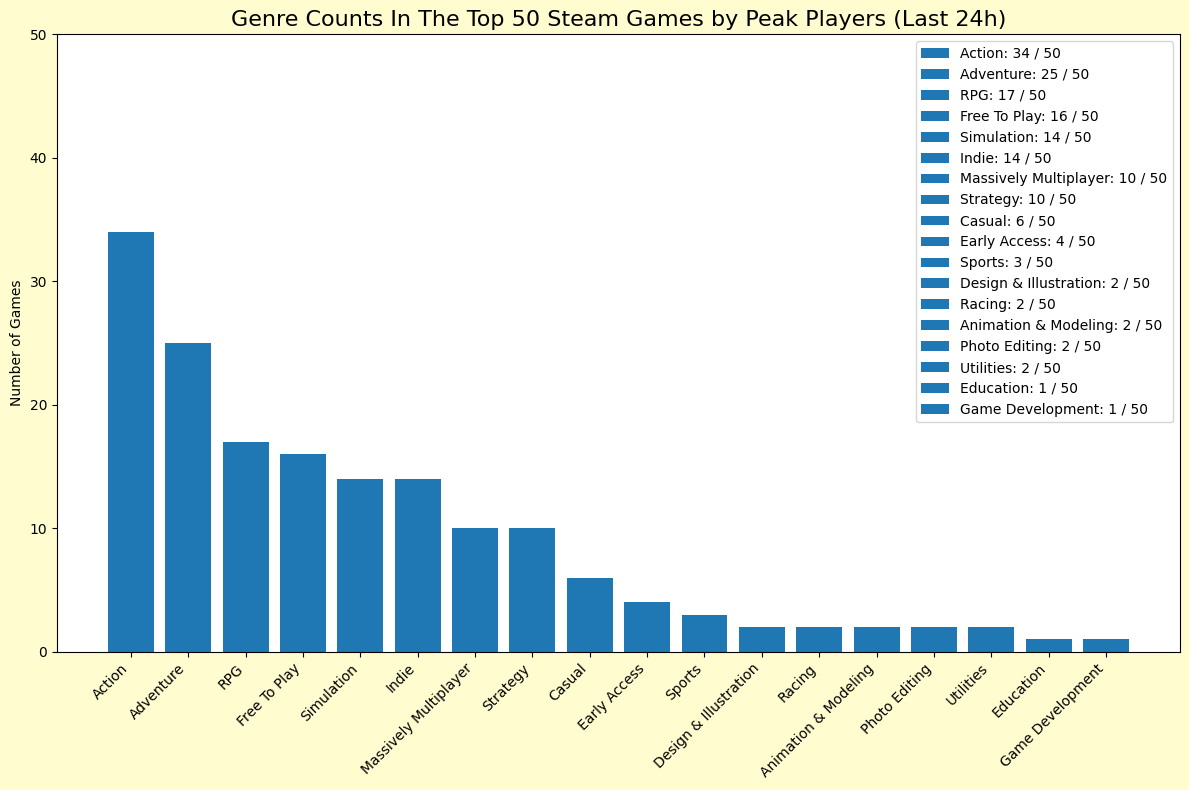 Genre Counts In The Top 50 Steam Games by Peak Players (Last 24h)
50
40
30
20
10
0
Number of Games
Action: 34 / 50
Adventure: 25 / 50
RPG: 17 / 50
Free To Play: 16 / 50
Simulation: 14 / 50
Indie: 14 / 50
Massively Multiplayer: 10 / 50
Strategy: 10 / 50
Casual: 6 / 50
Early Access: 4 / 50
Sports: 3 / 50
Design & Illustration: 2 / 50
Racing: 2 / 50
Animation & Modeling: 2 / 50
Photo Editing: 2 / 50
Utilities: 2 / 50
Education: 1 / 50
Game Development: 1 / 50
Action
Adventure
RPG
Free To Play
Simulation
Indie
Massively Multiplayer
Strategy
Casual
Early Access
Sports
Design & Illustration
Racing
Animation & Modeling
Photo Editing
Utilities
Education
Game Development